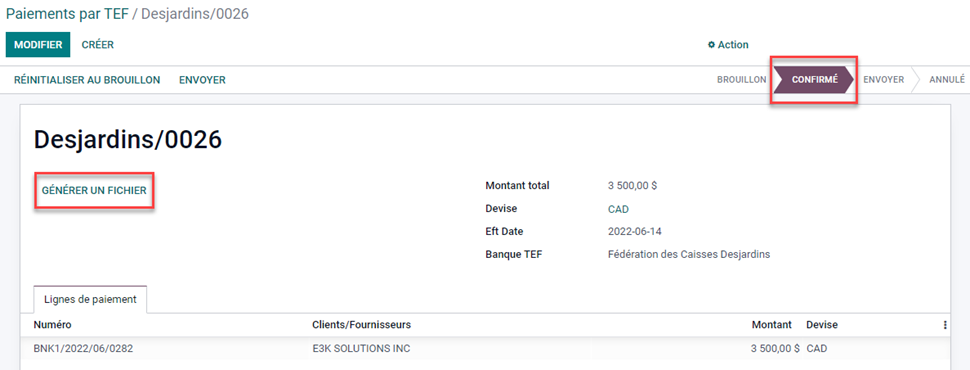 Paiements par TEF / Desjardins/0026
MODIFIER CRÉER Action
RÉINITIALISER AU BROUILLON ENVOYER BROUILLON CONFIRMÉ ENVOYER ANNULÉ
Desjardins/0026
GÉNÉRER UN FICHIER
Montant total 3 500,00 $
Devise CAD
Eft Date 2022-06-14
Banque TEF Fédération des Caisses Desjardins
Lignes de paiement
Numéro Clients/Fournisseurs Montant Devise
BNK1/2022/06/0282 E3K SOLUTIONS INC 3 500,00 $ CAD